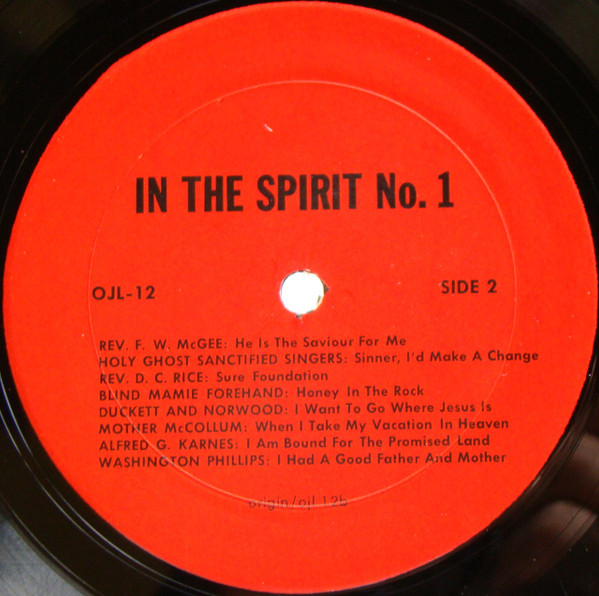 IN THE SPIRIT No. 1
OJL-12
SIDE 2
REV. F. W. McGEE: He Is The Saviour For Me
HOLY GHOST SANCTIFIED SINGERS: Sinner, I'd Make A Change
REV. D. C. RICE: Sure Foundation
BLIND MAMIE FOREHAND: Honey In The Rock
DUCKETT AND NORWOOD: I Want To Go Where Jesus Is
MOTHER McCOLLUM: When I Take My Vacation In Heaven
ALFRED G. KARNES: I Am Bound For The Promised Land
WASHINGTON PHILLIPS: I Had A Good Father And Mother
origin/ojl 12b